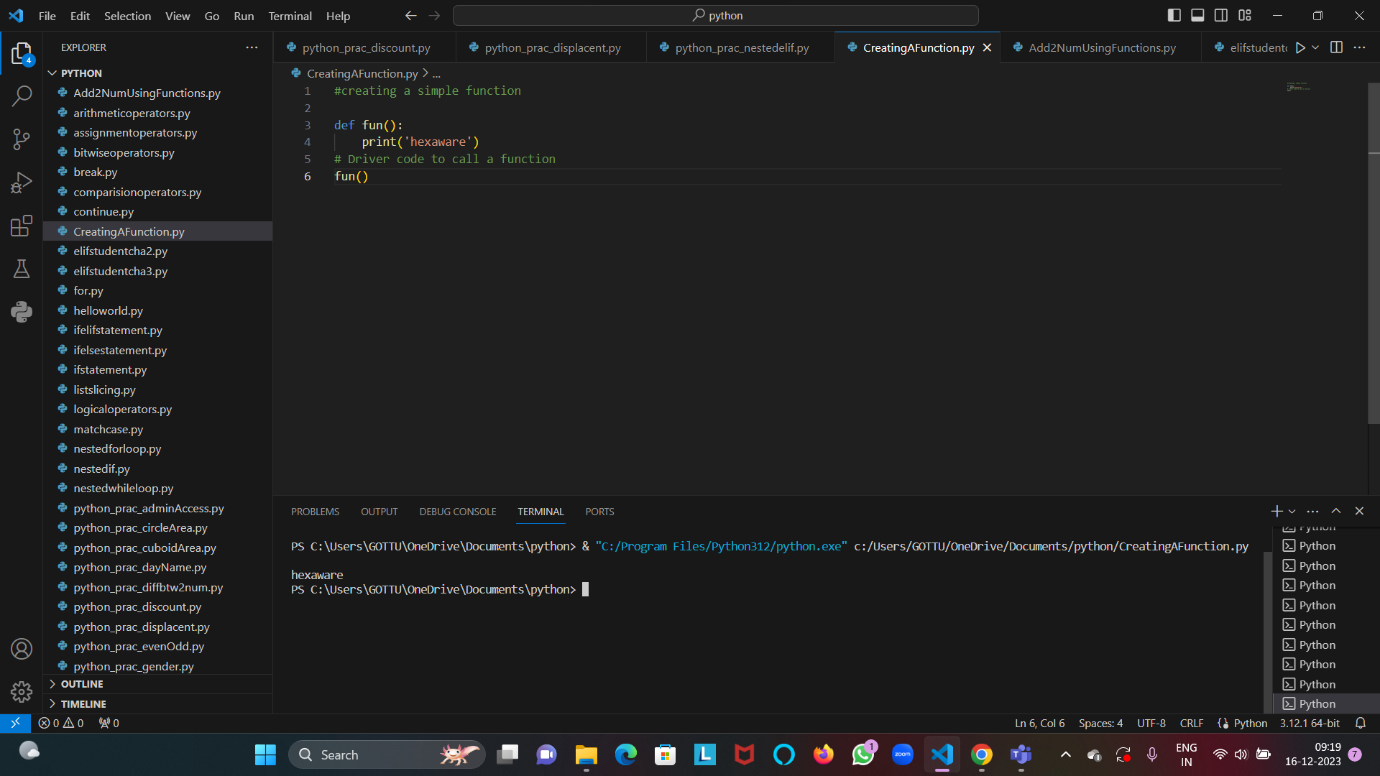 File Edit Selection View Go Run Terminal Help
python
EXPLORER
python_prac_discount.py
python_prac_displacent.py
python_prac_nestedelif.py
CreatingAFunction.py
Add2NumUsingFunctions.py
elifstudent
PYTHON
Add2NumUsingFunctions.py
arithmeticoperators.py
assignmentoperators.py
bitwiseoperators.py
break.py
comparisionoperators.py
continue.py
CreatingAFunction.py
elifstudentcha2.py
elifstudentcha3.py
for.py
helloworld.py
ifelifstatement.py
ifelsestatement.py
ifstatement.py
listslicing.py
logicaloperators.py
matchcase.py
nestedforloop.py
nestedif.py
nestedwhileloop.py
python_prac_adminAccess.py
python_prac_circleArea.py
python_prac_cuboidArea.py
python_prac_dayName.py
python_prac_diffbtw2num.py
python_prac_discount.py
python_prac_displacent.py
python_prac_evenOdd.py
python_prac_gender.py
OUTLINE
TIMELINE
4
CreatingAFunction.py > ...
1 #creating a simple function
2
3 def fun():
4 print('hexaware')
5 # Driver code to call a function
6 fun()
PROBLEMS OUTPUT DEBUG CONSOLE TERMINAL PORTS
PS C:\Users\GOTTU\OneDrive\Documents\python> & "C:/Program Files/Python312/python.exe" c:/Users/GOTTU/OneDrive/Documents/python/CreatingAFunction.py
hexaware
PS C:\Users\GOTTU\OneDrive\Documents\python>
Python
Python
Python
Python
Python
Python
Python
Python
Python
Python
0 0 0
Ln 6, Col 6 Spaces: 4 UTF-8 CRLF Python 3.12.1 64-bit
Search
L
1
zoom
ENG
IN
09:19
16-12-2023
7